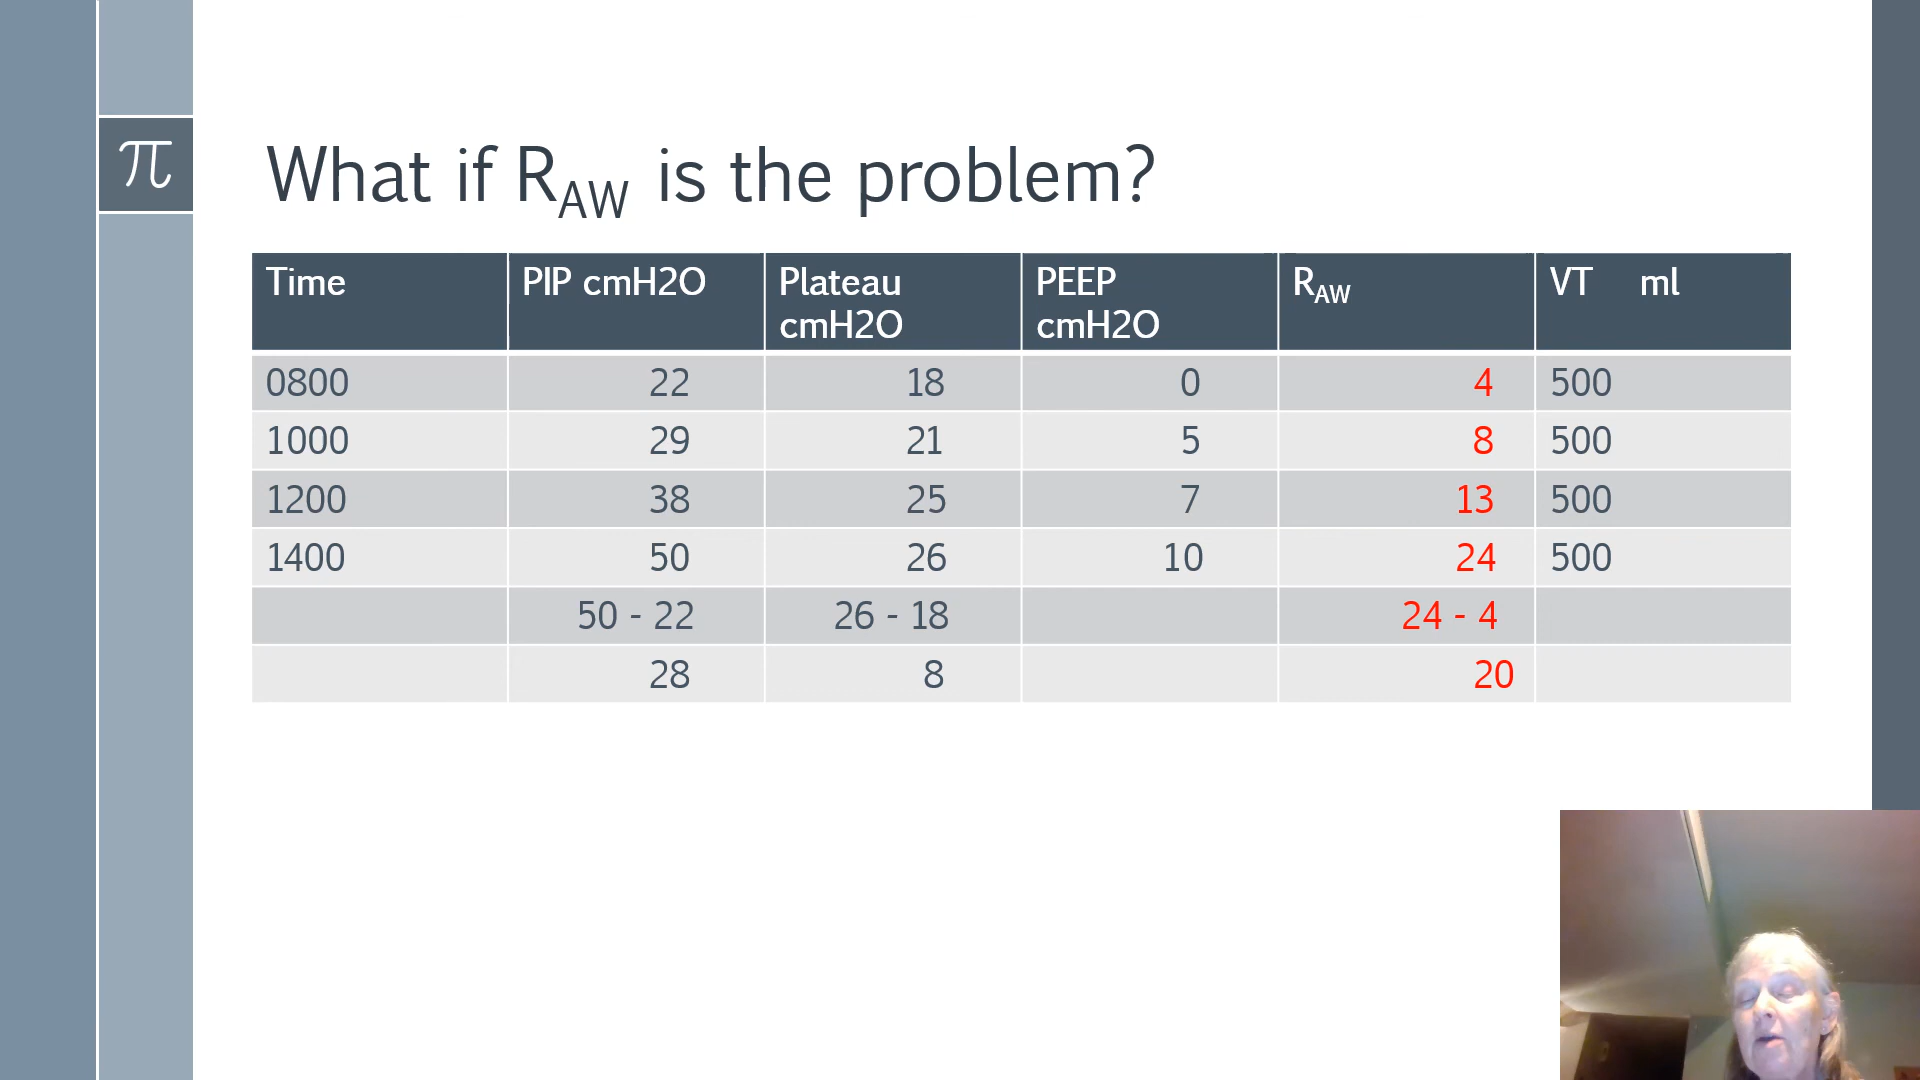 π
What if RAW is the problem?
Time PIP cmH2O Plateau cmH2O PEEP cmH2O RAW VT ml
0800 22 18 0 4 500
1000 29 21 5 8 500
1200 38 25 7 13 500
1400 50 26 10 24 500
50 - 22 26 - 18 24 - 4
28 8 20